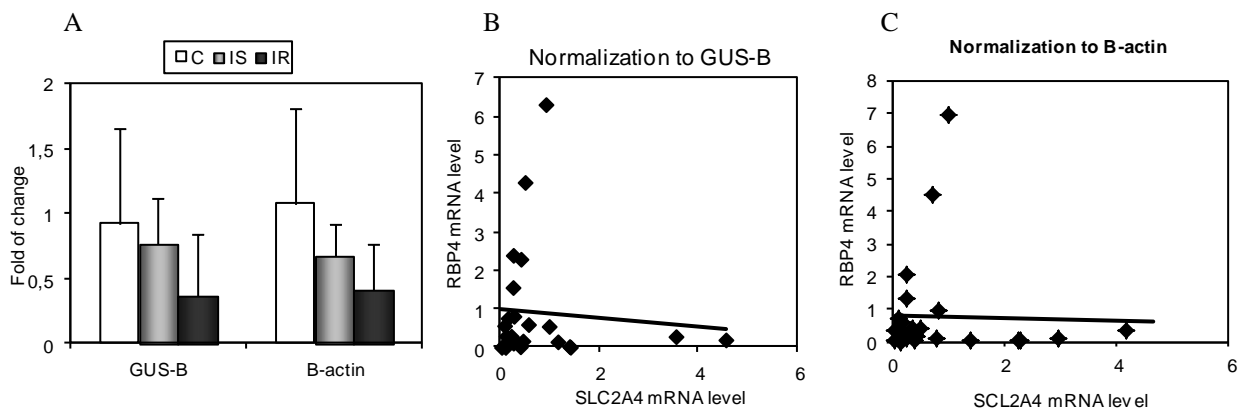 A
C IS IR
Fold of change
2
1,5
1
0,5
0
GUS-B B-actin
B
Normalization to GUS-B
RBP4 mRNA level
7
6
5
4
3
2
1
0
0 2 4 6
SLC2A4 mRNA level
C
Normalization to B-actin
RBP4 mRNA level
8
7
6
5
4
3
2
1
0
0 2 4 6
SCL2A4 mRNA level